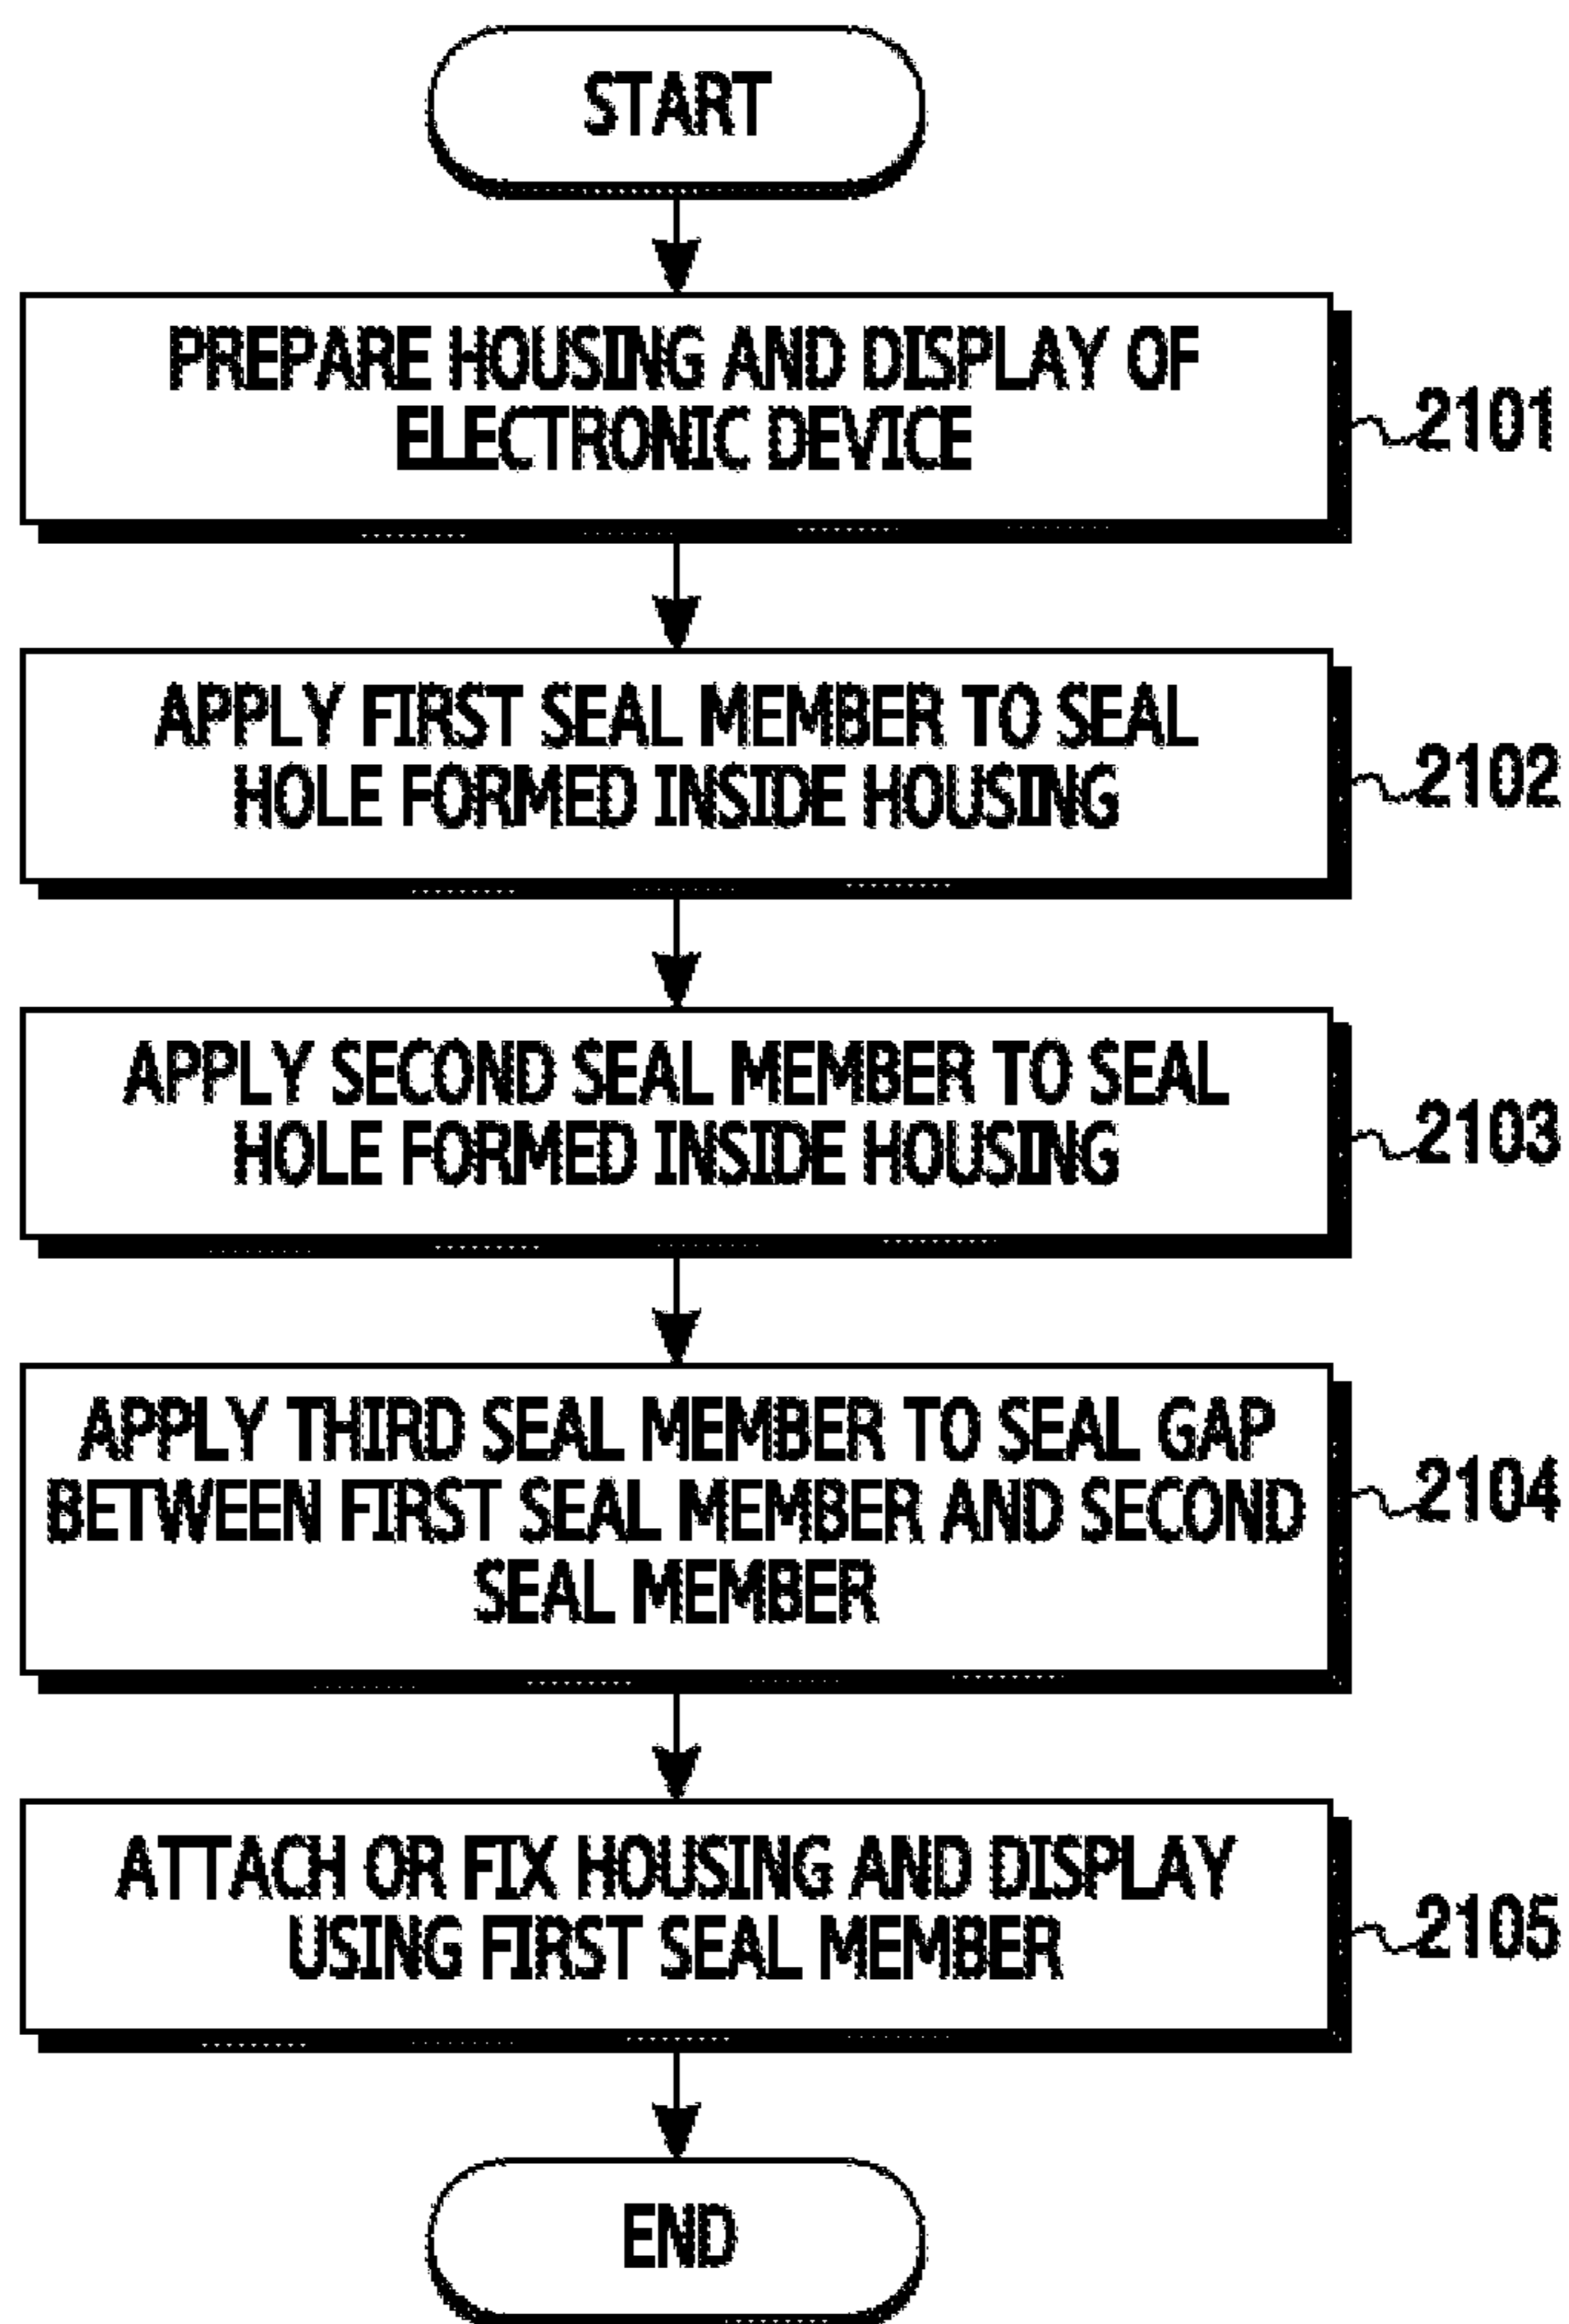 START
PREPARE HOUSING AND DISPLAY OF
ELECTRONIC DEVICE
2101
APPLY FIRST SEAL MEMBER TO SEAL
HOLE FORMED INSIDE HOUSING
2102
APPLY SECOND SEAL MEMBER TO SEAL
HOLE FORMED INSIDE HOUSING
2103
APPLY THIRD SEAL MEMBER TO SEAL GAP
BETWEEN FIRST SEAL MEMBER AND SECOND
SEAL MEMBER
2104
ATTACH OR FIX HOUSING AND DISPLAY
USING FIRST SEAL MEMBER
2105
END